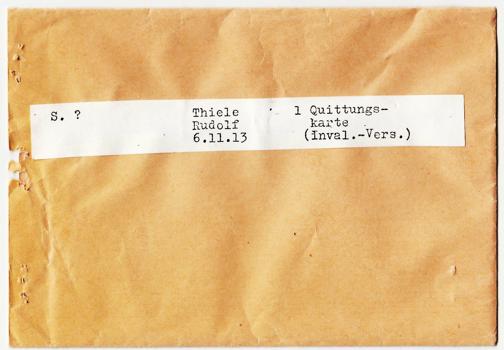 S. ? Thiele 1 Quittungs-
Rudolf karte
6.11.13 (Inval.-Vers.)